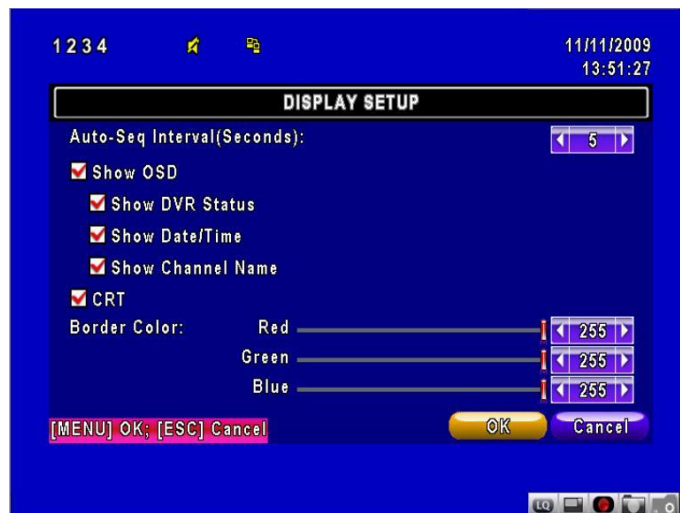 1234
11/11/2009
13:51:27
DISPLAY SETUP
Auto-Seq Interval(Seconds): 5
Show OSD
Show DVR Status
Show Date/Time
Show Channel Name
CRT
Border Color: Red 255
Green 255
Blue 255
[MENU] OK; [ESC] Cancel OK Cancel
LQ